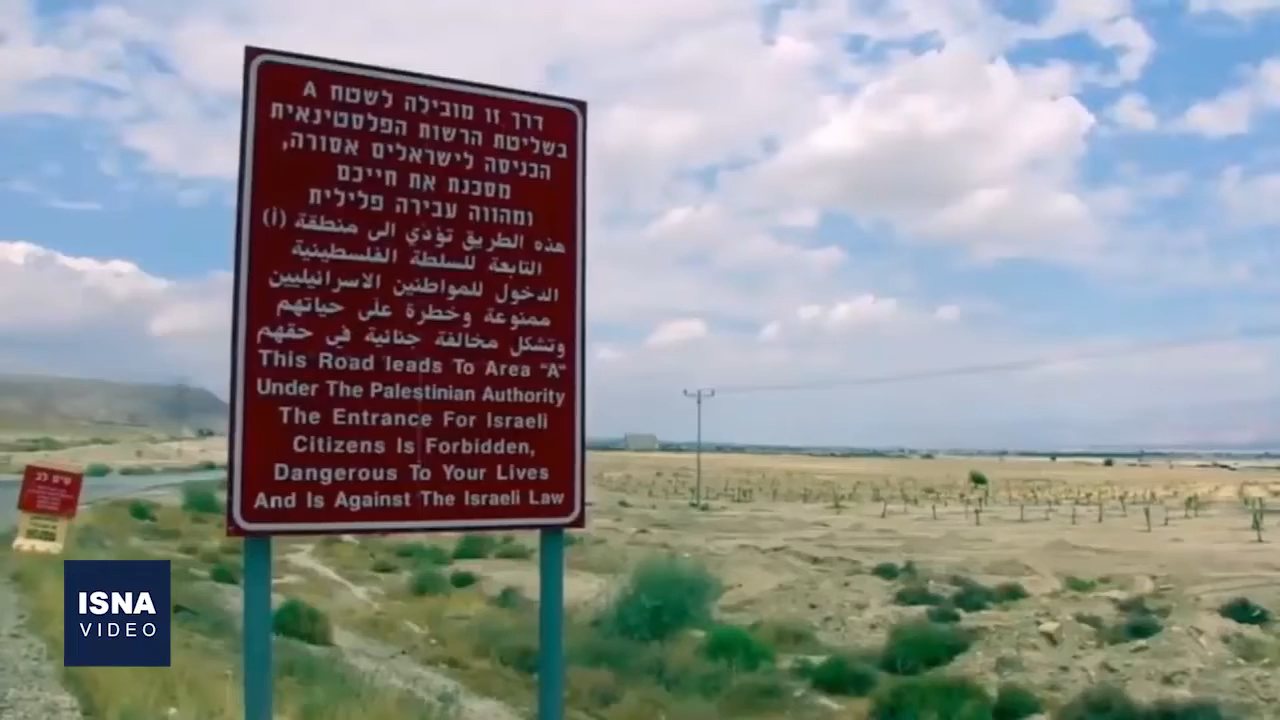 דרך זו מובילה לשטח A
בשליטת הרשות הפלסטינאית
הכניסה לישראלים אסורה,
מסכנת את חייכם
ומהווה עבירה פלילית
هذه الطريق تؤدي الى منطقة (أ)
التابعة للسلطة الفلسطينية
الدخول للمواطنين الاسرائيليين
ممنوعة وخطرة على حياتهم
وتشكل مخالفة جنائية في حقهم
This Road leads To Area "A"
Under The Palestinian Authority
The Entrance For Israeli
Citizens Is Forbidden,
Dangerous To Your Lives
And Is Against The Israeli Law
שים לב
ISNA
VIDEO